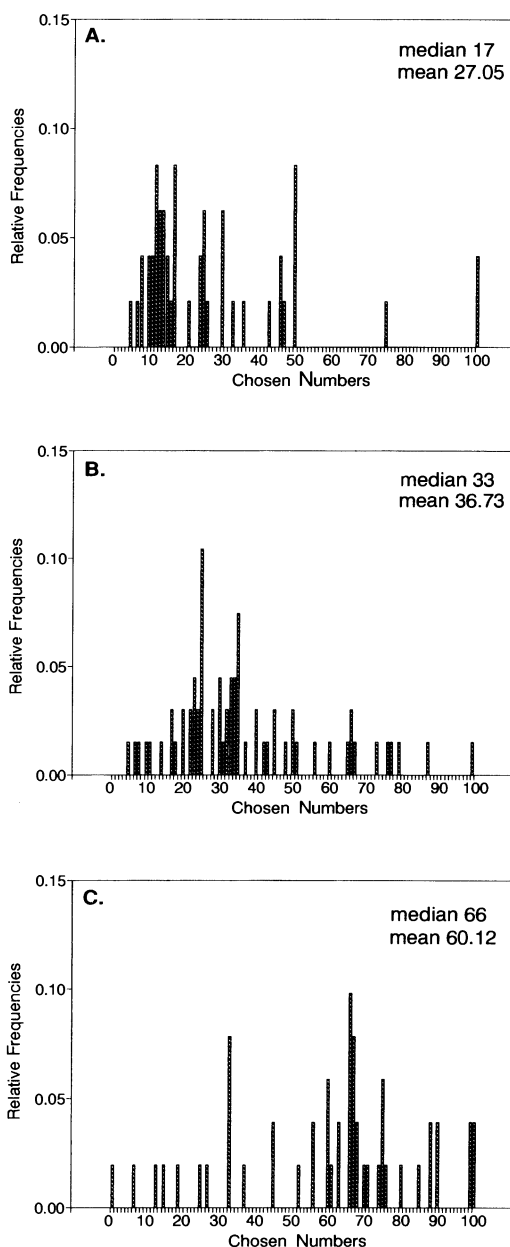 A.
median 17
mean 27.05
0.15
0.10
0.05
0.00
Relative Frequencies
0 10 20 30 40 50 60 70 80 90 100
Chosen Numbers
B.
median 33
mean 36.73
0.15
0.10
0.05
0.00
Relative Frequencies
0 10 20 30 40 50 60 70 80 90 100
Chosen Numbers
C.
median 66
mean 60.12
0.15
0.10
0.05
0.00
Relative Frequencies
0 10 20 30 40 50 60 70 80 90 100
Chosen Numbers